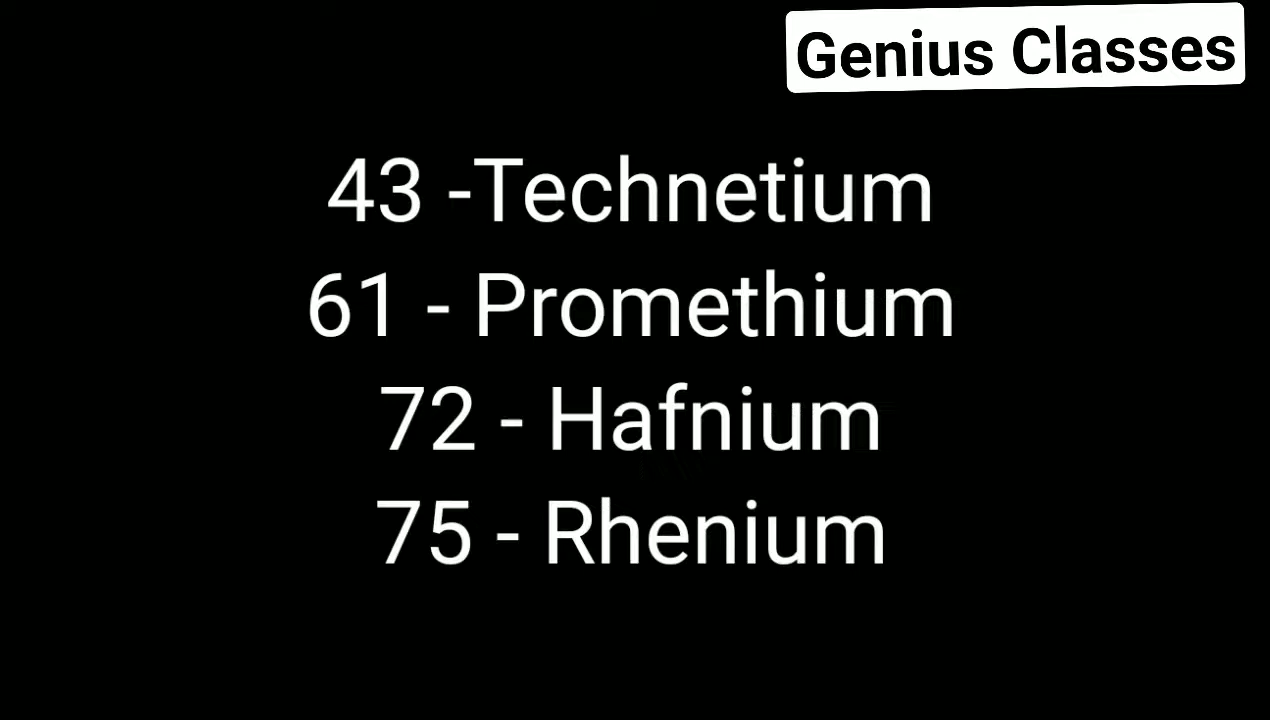 Genius Classes
43 -Technetium
61 - Promethium
72 - Hafnium
75 - Rhenium